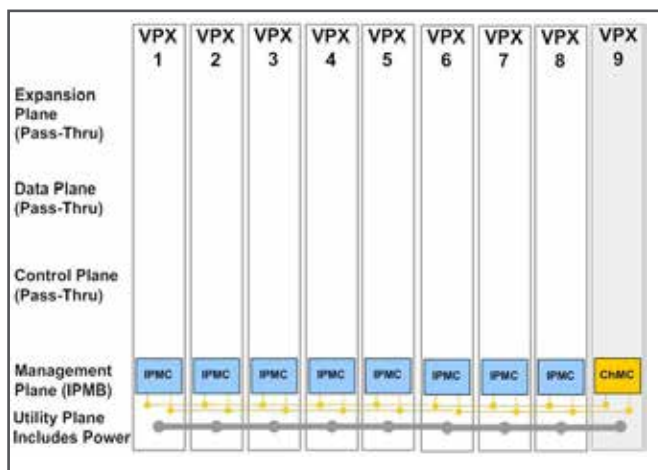 VPX VPX VPX VPX VPX VPX VPX VPX VPX
1 2 3 4 5 6 7 8 9
Expansion
Plane
(Pass-Thru)
Data Plane
(Pass-Thru)
Control Plane
(Pass-Thru)
Management
Plane (IPMB)
IPMC IPMC IPMC IPMC IPMC IPMC IPMC IPMC ChMC
Utility Plane
Includes Power